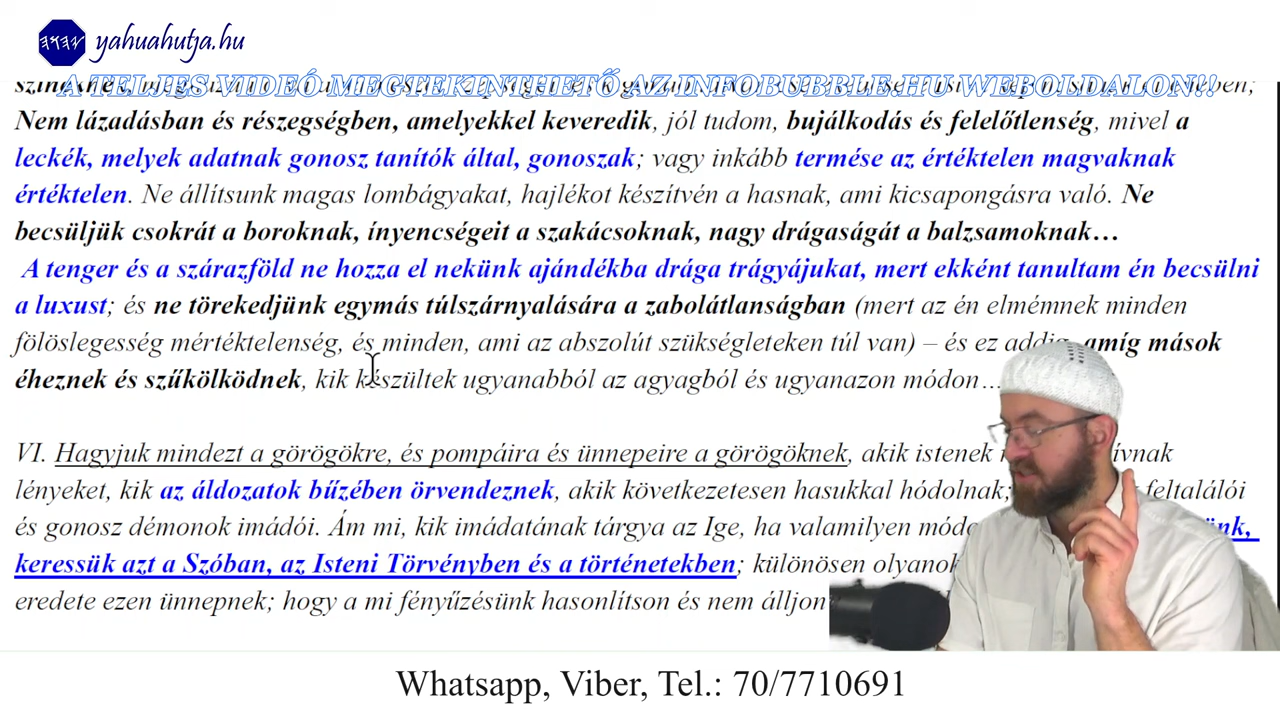 yahuahutja.hu
A TELJES VIDEÓ MEGTEKINTHETŐ AZ INFOBUBBLE.HU WEBOLDALON!!
Nem lázadásban és részegségben, amelyekkel keveredik, jól tudom, bujálkodás és felelőtlenség, mivel a
leckék, melyek adatnak gonosz tanítók által, gonoszak; vagy inkább termése az értéktelen magvaknak
értéktelen. Ne állítsunk magas lombágyakat, hajlékot készítvén a hasnak, ami kicsapongásra való. Ne
becsüljük csokrát a boroknak, ínyencségeit a szakácsoknak, nagy drágaságát a balzsamoknak…
A tenger és a szárazföld ne hozza el nekünk ajándékba drága trágyájukat, mert ekként tanultam én becsülni
a luxust; és ne törekedjünk egymás túlszárnyalására a zabolátlanságban (mert az én elmémnek minden
fölöslegesség mértéktelenség, és minden, ami az abszolút szükségleteken túl van) – és ez addig, amíg mások
éheznek és szűkölködnek, kik készültek ugyanabból az agyagból és ugyanazon módon…
VI. Hagyjuk mindezt a görögökre, és pompáira és ünnepeire a görögöknek, akik istenek
lényeket, kik az áldozatok bűzében örvendeznek, akik következetesen hasukkal hódolnak; feltalálói
és gonosz démonok imádói. Ám mi, kik imádatának tárgya az Ige, ha valamilyen
keressük azt a Szóban, az Isteni Törvényben és a történetekben; különösen
eredete ezen ünnepnek; hogy a mi fényűzésünk hasonlítson és nem
Whatsapp, Viber, Tel.: 70/7710691